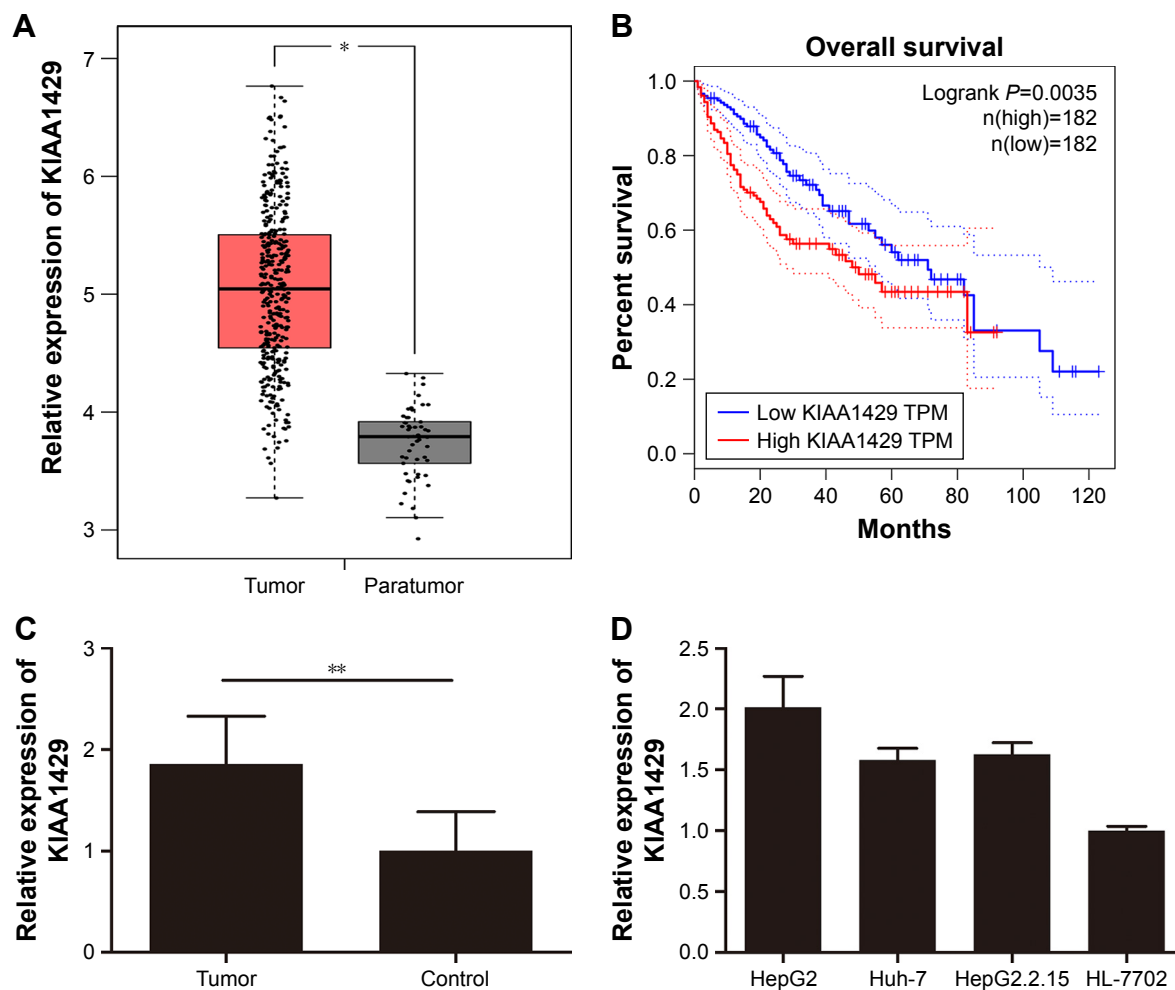 A
Relative expression of KIAA1429
7
6
5
4
3
*
Tumor
Paratumor
B
Overall survival
Percent survival
1.0
0.8
0.6
0.4
0.2
0.0
Logrank P=0.0035
n(high)=182
n(low)=182
Low KIAA1429 TPM
High KIAA1429 TPM
0 20 40 60 80 100 120
Months
C
Relative expression of
KIAA1429
3
2
1
0
**
Tumor
Control
D
Relative expression of
KIAA1429
2.5
2.0
1.5
1.0
0.5
0.0
HepG2
Huh-7
HepG2.2.15
HL-7702